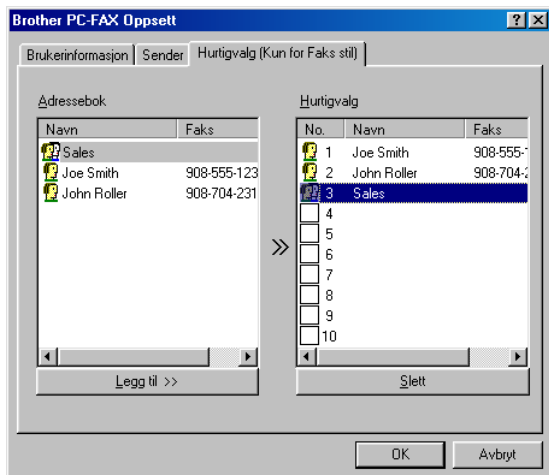 Brother PC-FAX Oppsett
Brukerinformasjon Sender Hurtigvalg (Kun for Faks stil)
Adressebok
Navn Faks
Sales
Joe Smith 908-555-123
John Roller 908-704-231
Legg til >>
Hurtigvalg
No. Navn Faks
1 Joe Smith 908-555-
2 John Roller 908-704-
3 Sales
4
5
6
7
8
9
10
Slett
OK Avbryt